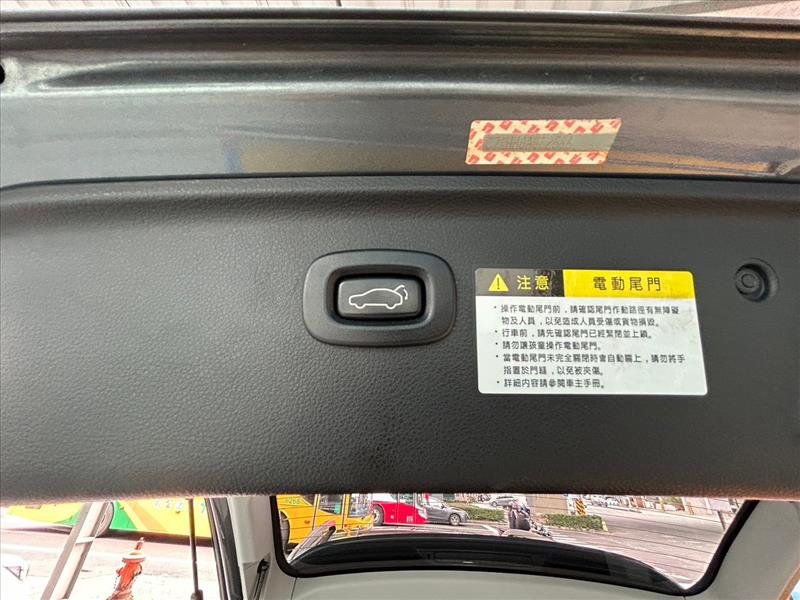 注意 電動尾門
•操作電動尾門前，請確認尾門作動路徑有無障礙
物及人員，以免造成人員受傷或貨物損毀。
•行車前，請先確認尾門已經緊閉並上鎖。
•請勿讓孩童操作電動尾門。
•當電動尾門未完全關閉時會自動關上，請勿將手
指置於門縫，以免被夾傷。
•詳細內容請參閱車主手冊。